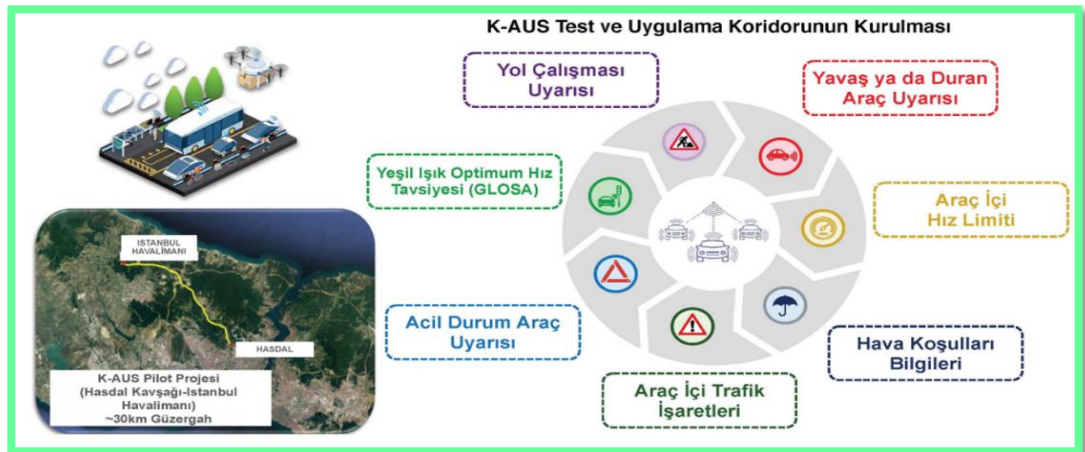 K-AUS Test ve Uygulama Koridorunun Kurulması
Yol Çalışması
Uyarısı
Yavaş ya da Duran
Araç Uyarısı
Yeşil Işık Optimum Hız
Tavsiyesi (GLOSA)
Araç İçi
Hız Limiti
Acil Durum Araç
Uyarısı
Hava Koşulları
Bilgileri
Araç İçi Trafik
İşaretleri
ISTANBUL
HAVALİMANI
HASDAL
K-AUS Pilot Projesi
(Hasdal Kavşağı-Istanbul
Havalimanı)
~30km Güzergah